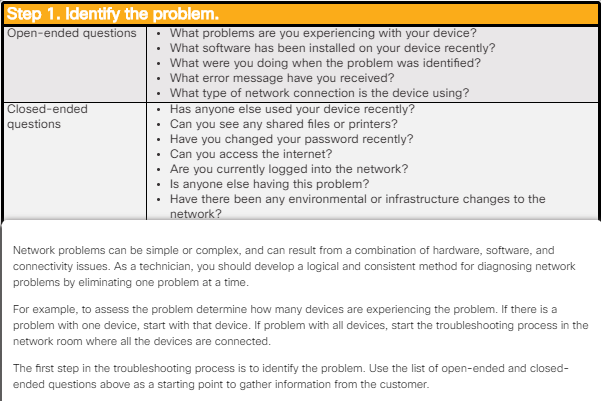 Step 1. Identify the problem.
Open-ended questions
• What problems are you experiencing with your device?
• What software has been installed on your device recently?
• What were you doing when the problem was identified?
• What error message have you received?
• What type of network connection is the device using?
Closed-ended
questions
• Has anyone else used your device recently?
• Can you see any shared files or printers?
• Have you changed your password recently?
• Can you access the internet?
• Are you currently logged into the network?
• Is anyone else having this problem?
• Have there been any environmental or infrastructure changes to the
network?
Network problems can be simple or complex, and can result from a combination of hardware, software, and
connectivity issues. As a technician, you should develop a logical and consistent method for diagnosing network
problems by eliminating one problem at a time.
For example, to assess the problem determine how many devices are experiencing the problem. If there is a
problem with one device, start with that device. If problem with all devices, start the troubleshooting process in the
network room where all the devices are connected.
The first step in the troubleshooting process is to identify the problem. Use the list of open-ended and closed-
ended questions above as a starting point to gather information from the customer.